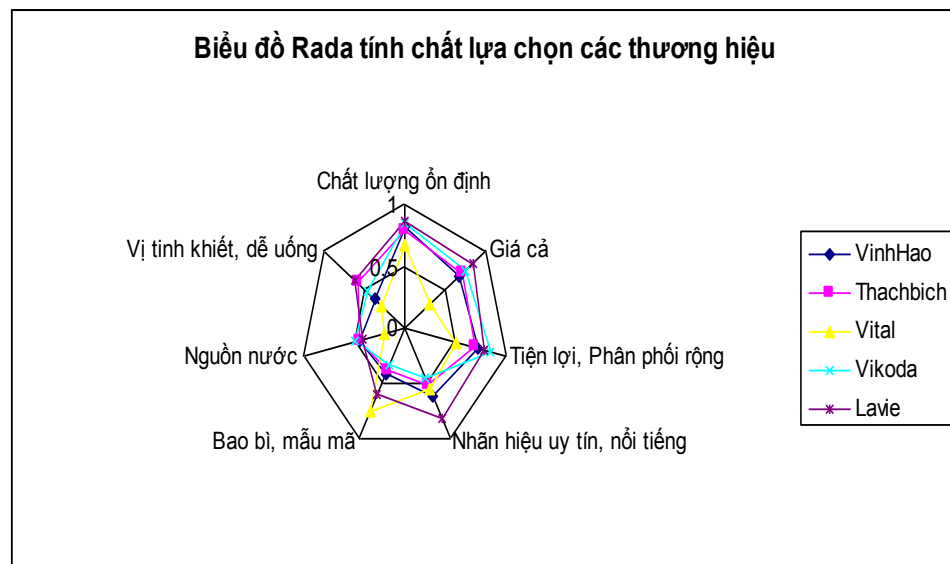 Biểu đồ Rada tính chất lựa chọn các thương hiệu
Chất lượng ổn định
1
Vị tinh khiết, dễ uống
Giá cả
0.5
0
Nguồn nước
Tiện lợi, Phân phối rộng
Bao bì, mẫu mã
Nhãn hiệu uy tín, nổi tiếng
VinhHao
Thachbich
Vital
Vikoda
Lavie